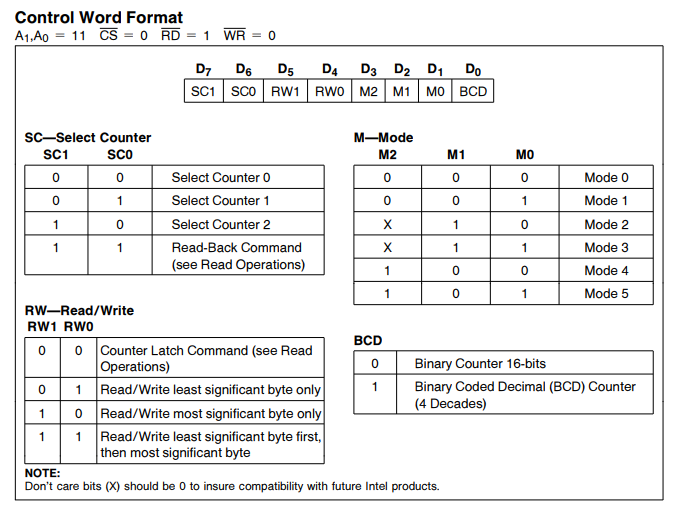 Control Word Format
A1,A0 = 11 CS = 0 RD = 1 WR = 0
D7 D6 D5 D4 D3 D2 D1 D0
SC1 SC0 RW1 RW0 M2 M1 M0 BCD
SC—Select Counter
SC1 SC0
0 0 Select Counter 0
0 1 Select Counter 1
1 0 Select Counter 2
1 1 Read-Back Command
(see Read Operations)
RW—Read/Write
RW1 RW0
0 0 Counter Latch Command (see Read
Operations)
0 1 Read/Write least significant byte only
1 0 Read/Write most significant byte only
1 1 Read/Write least significant byte first,
then most significant byte
M—Mode
M2 M1 M0
0 0 0 Mode 0
0 0 1 Mode 1
X 1 0 Mode 2
X 1 1 Mode 3
1 0 0 Mode 4
1 0 1 Mode 5
BCD
0 Binary Counter 16-bits
1 Binary Coded Decimal (BCD) Counter
(4 Decades)
NOTE:
Don't care bits (X) should be 0 to insure compatibility with future Intel products.